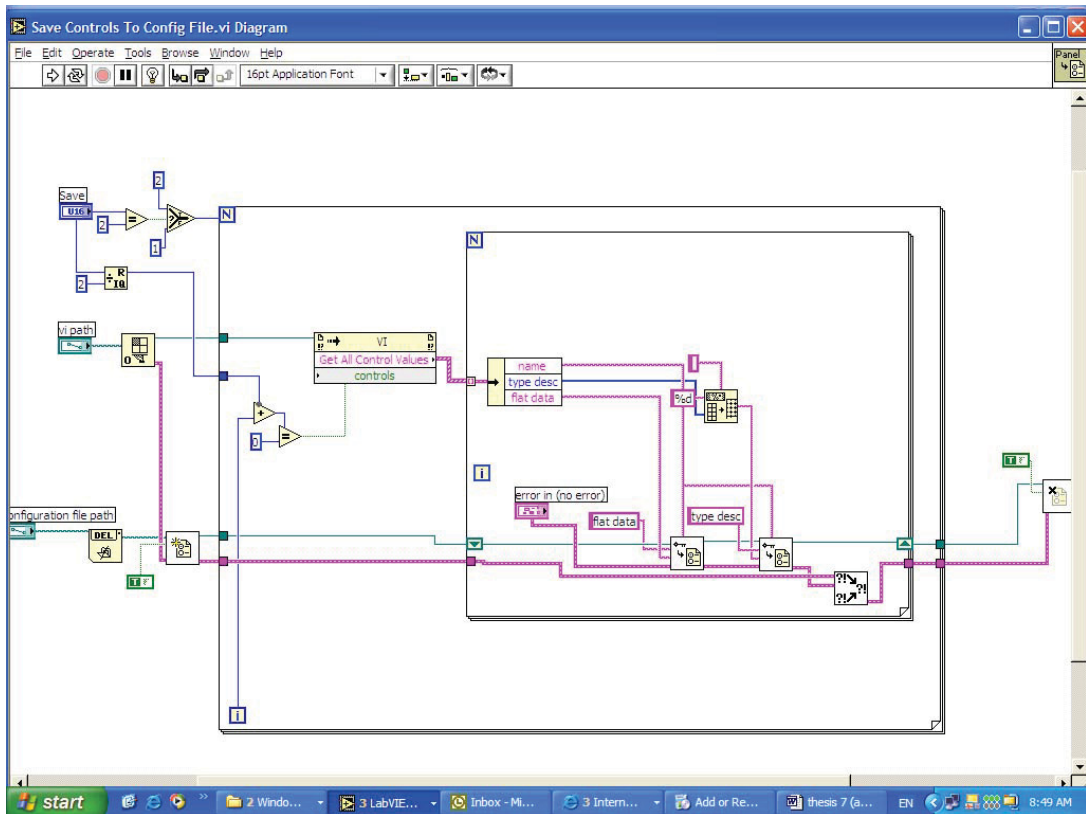 Save Controls To Config File.vi Diagram
File Edit Operate Tools Browse Window Help
16pt Application Font
Panel
2
Save
U16
2
=
1
N
N
2
R
IQ
vi path
VI
Get All Control Values
controls
name
type desc
flat data
%d
+
0
=
i
i
error in (no error)
flat data
type desc
T F
onfiguration file path
DEL
T F
?!
?!
?!
start
2 Windo...
3 LabVIE...
Inbox - Mi...
3 Intern...
Add or Re...
thesis 7 (a...
EN
8:49 AM